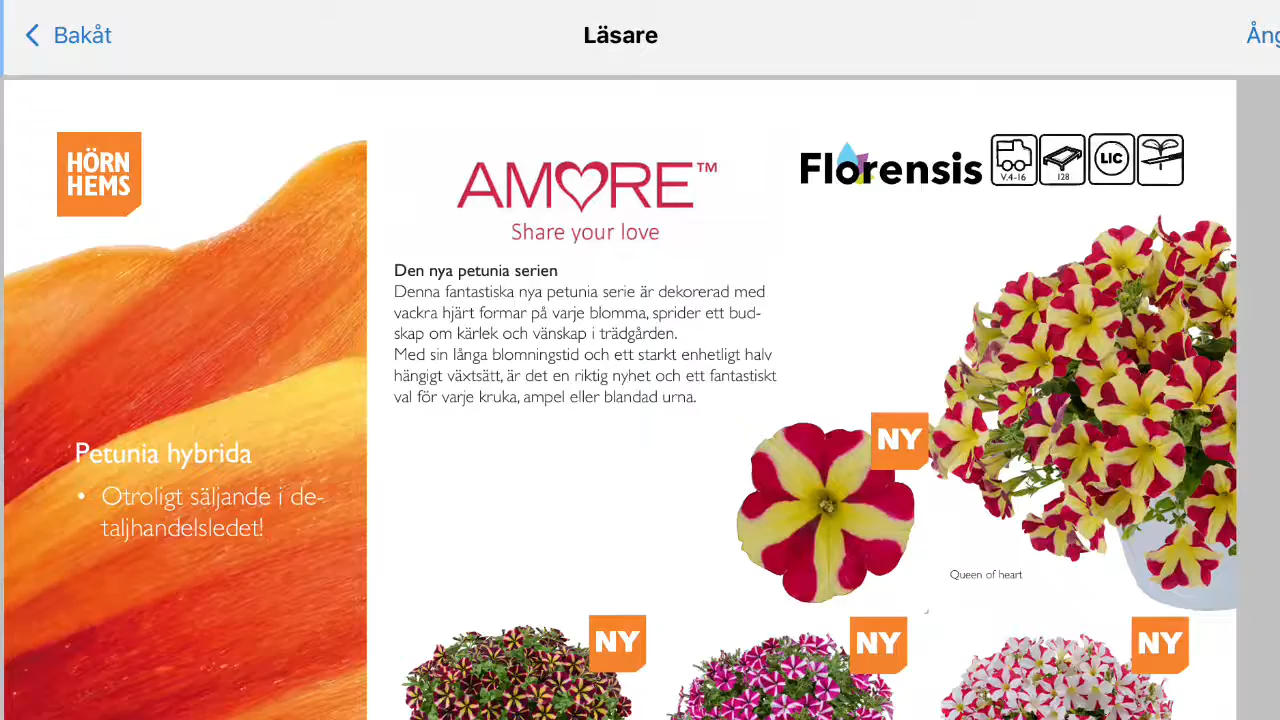 Bakåt
Läsare
HÖRN
HEMS
AMORE™
Share your love
Florensis
V.4-16
128
LIC
Den nya petunia serien
Denna fantastiska nya petunia serie är dekorerad med
vackra hjärt formar på varje blomma, sprider ett bud-
skap om kärlek och vänskap i trädgården.
Med sin långa blomningstid och ett starkt enhetligt halv
hängigt växtsätt, är det en riktig nyhet och ett fantastiskt
val för varje kruka, ampel eller blandad urna.
NY
Petunia hybrida
• Otroligt säljande i de-
taljhandelsledet!
Queen of heart
NY
NY
NY